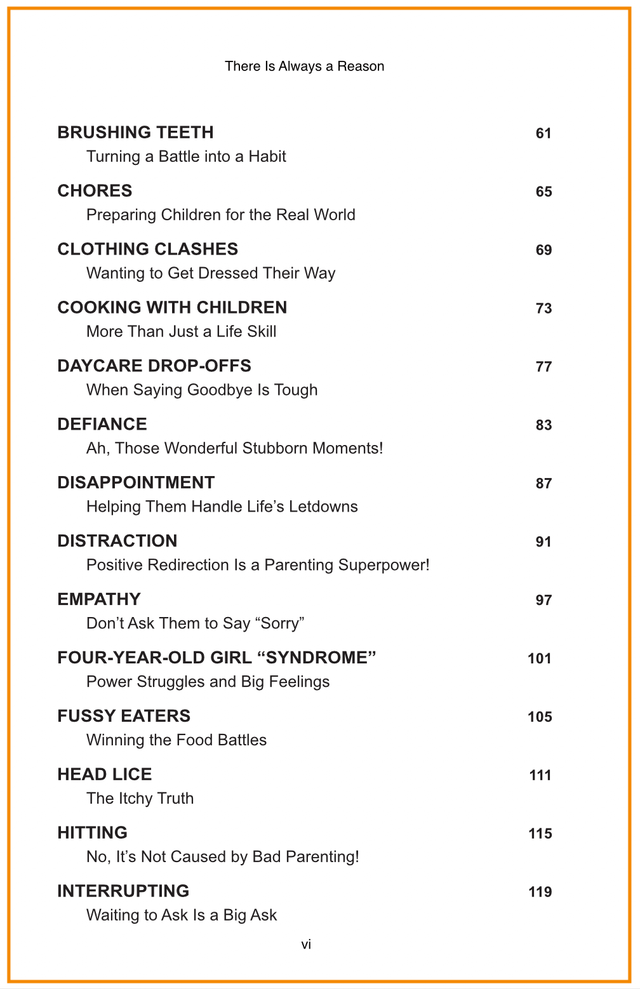 There Is Always a Reason
BRUSHING TEETH 61
Turning a Battle into a Habit
CHORES 65
Preparing Children for the Real World
CLOTHING CLASHES 69
Wanting to Get Dressed Their Way
COOKING WITH CHILDREN 73
More Than Just a Life Skill
DAYCARE DROP-OFFS 77
When Saying Goodbye Is Tough
DEFIANCE 83
Ah, Those Wonderful Stubborn Moments!
DISAPPOINTMENT 87
Helping Them Handle Life’s Letdowns
DISTRACTION 91
Positive Redirection Is a Parenting Superpower!
EMPATHY 97
Don’t Ask Them to Say “Sorry”
FOUR-YEAR-OLD GIRL “SYNDROME” 101
Power Struggles and Big Feelings
FUSSY EATERS 105
Winning the Food Battles
HEAD LICE 111
The Itchy Truth
HITTING 115
No, It’s Not Caused by Bad Parenting!
INTERRUPTING 119
Waiting to Ask Is a Big Ask
vi